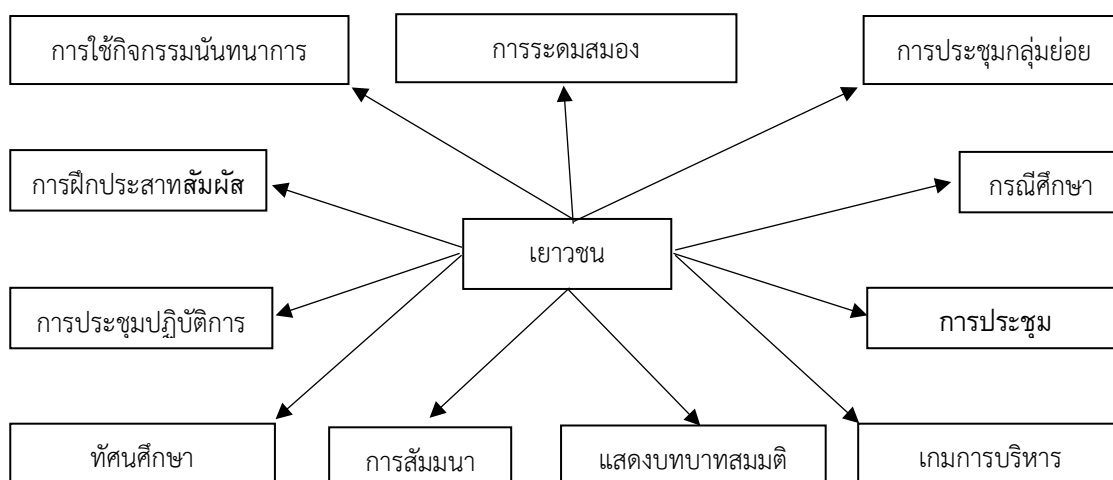 การใช้กิจกรรมนันทนาการ
การระดมสมอง
การประชุมกลุ่มย่อย
การฝึกประสาทสัมผัส
กรณีศึกษา
เยาวชน
การประชุมปฏิบัติการ
การประชุม
ทัศนศึกษา
การสัมมนา
แสดงบทบาทสมมติ
เกมการบริหาร